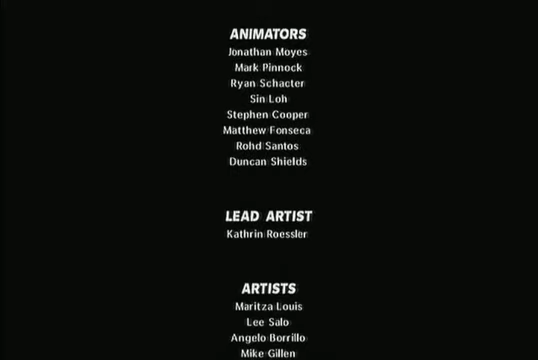 ANIMATORS
Jonathan Moyes
Mark Pinnock
Ryan Schacter
Sin Loh
Stephen Cooper
Matthew Fonseca
Rohd Santos
Duncan Shields
LEAD ARTIST
Kathrin Roessler
ARTISTS
Maritza Louis
Lee Salo
Angelo Borrillo
Mike Gillen